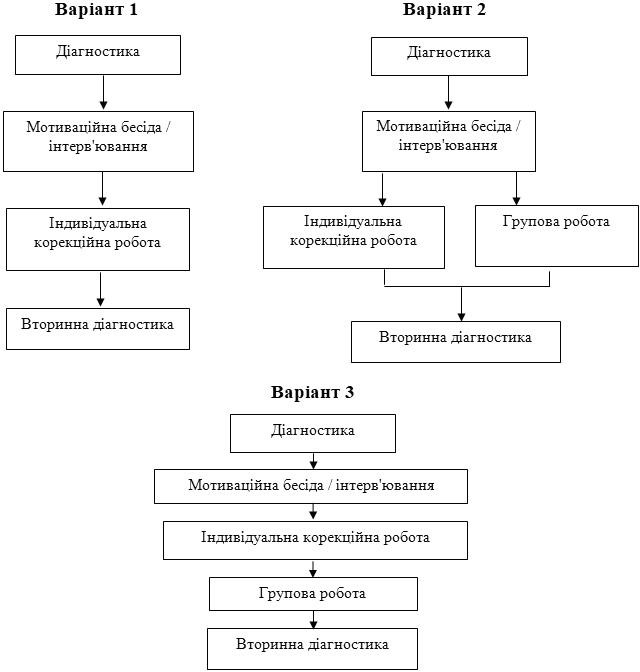 Варіант 1
Діагностика
Мотиваційна бесіда /
інтерв'ювання
Індивідуальна
корекційна робота
Вторинна діагностика
Варіант 2
Діагностика
Мотиваційна бесіда /
інтерв'ювання
Індивідуальна
корекційна робота
Групова робота
Вторинна діагностика
Варіант 3
Діагностика
Мотиваційна бесіда / інтерв'ювання
Індивідуальна корекційна робота
Групова робота
Вторинна діагностика